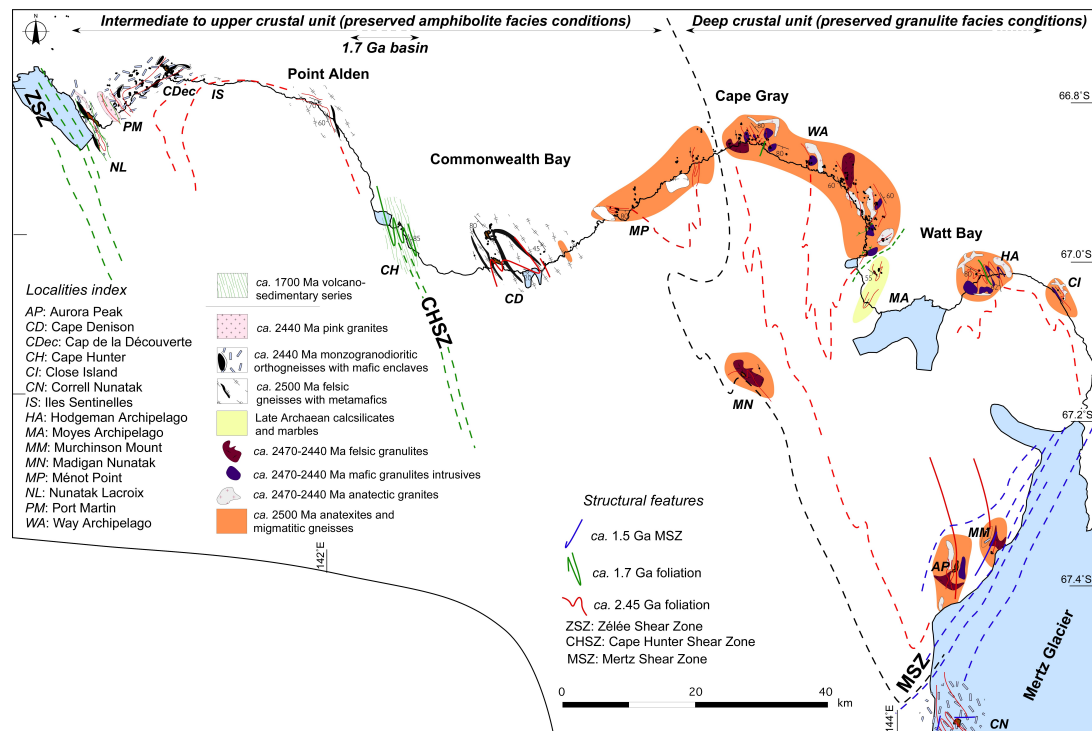 Intermediate to upper crustal unit (preserved amphibolite facies conditions)
Deep crustal unit (preserved granulite facies conditions)
1.7 Ga basin
N
Point Alden
Cape Gray
Commonwealth Bay
Watt Bay
66.8˚S
67.0˚S
67.2˚S
67.4˚S
142˚E
144˚E
ZSZ
NL
PM
CDec
IS
CH
CHSZ
CD
MP
WA
MA
HA
CI
MN
MM
AP
MSZ
CN
Mertz Glacier
60
85
80
45
80
80
80
60
60
55
Localities index
AP: Aurora Peak
CD: Cape Denison
CDec: Cap de la Découverte
CH: Cape Hunter
CI: Close Island
CN: Correll Nunatak
IS: Iles Sentinelles
HA: Hodgeman Archipelago
MA: Moyes Archipelago
MM: Murchinson Mount
MN: Madigan Nunatak
MP: Ménot Point
NL: Nunatak Lacroix
PM: Port Martin
WA: Way Archipelago
ca. 1700 Ma volcano-
sedimentary series
ca. 2440 Ma pink granites
ca. 2440 Ma monzogranodioritic
orthogneisses with mafic enclaves
ca. 2500 Ma felsic
gneisses with metamafics
Late Archaean calcsilicates
and marbles
ca. 2470-2440 Ma felsic granulites
ca. 2470-2440 Ma mafic granulites intrusives
ca. 2470-2440 Ma anatectic granites
ca. 2500 Ma anatexites and
migmatitic gneisses
Structural features
ca. 1.5 Ga MSZ
ca. 1.7 Ga foliation
ca. 2.45 Ga foliation
ZSZ: Zélée Shear Zone
CHSZ: Cape Hunter Shear Zone
MSZ: Mertz Shear Zone
0 20 40
km